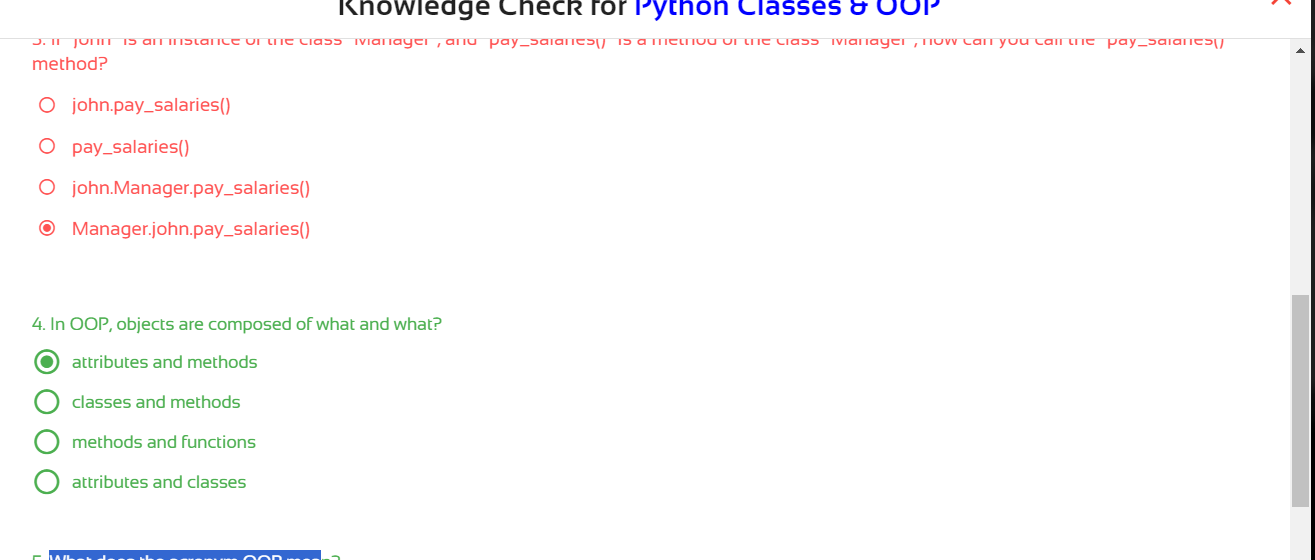 Knowledge Check for Python Classes & OOP
3. If "john" is an instance of the class "Manager", and "pay_salaries()" is a method of the class "Manager", how can you call the "pay_salaries()
method?
john.pay_salaries()
pay_salaries()
john.Manager.pay_salaries()
Manager.john.pay_salaries()
4. In OOP, objects are composed of what and what?
attributes and methods
classes and methods
methods and functions
attributes and classes
5. What does the acronym OOP mean?